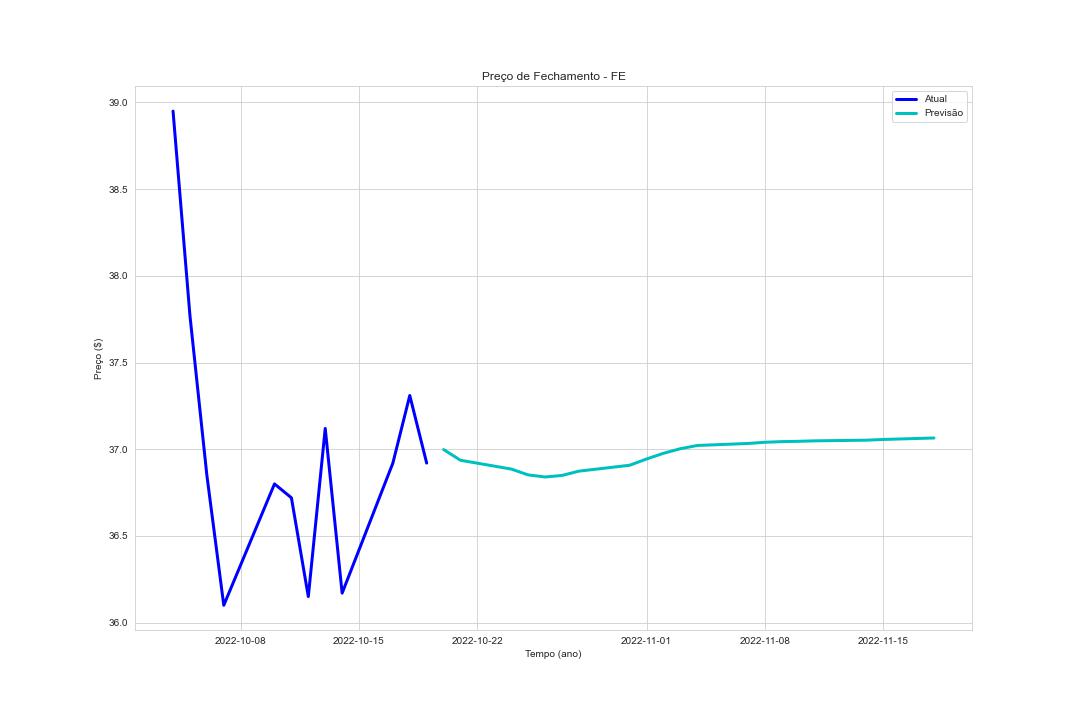 Preço de Fechamento - FE
Atual
Previsão
39.0
38.5
38.0
37.5
37.0
36.5
36.0
Preço ($)
2022-10-08
2022-10-15
2022-10-22
2022-11-01
2022-11-08
2022-11-15
Tempo (ano)